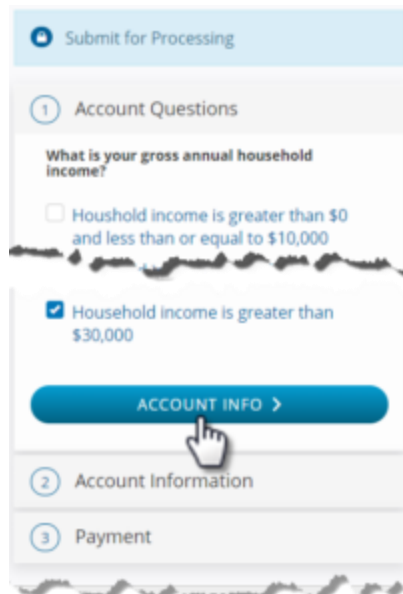 Submit for Processing
1 Account Questions
What is your gross annual household
income?
Houshold income is greater than $0
and less than or equal to $10,000
Household income is greater than
$30,000
ACCOUNT INFO >
2 Account Information
3 Payment